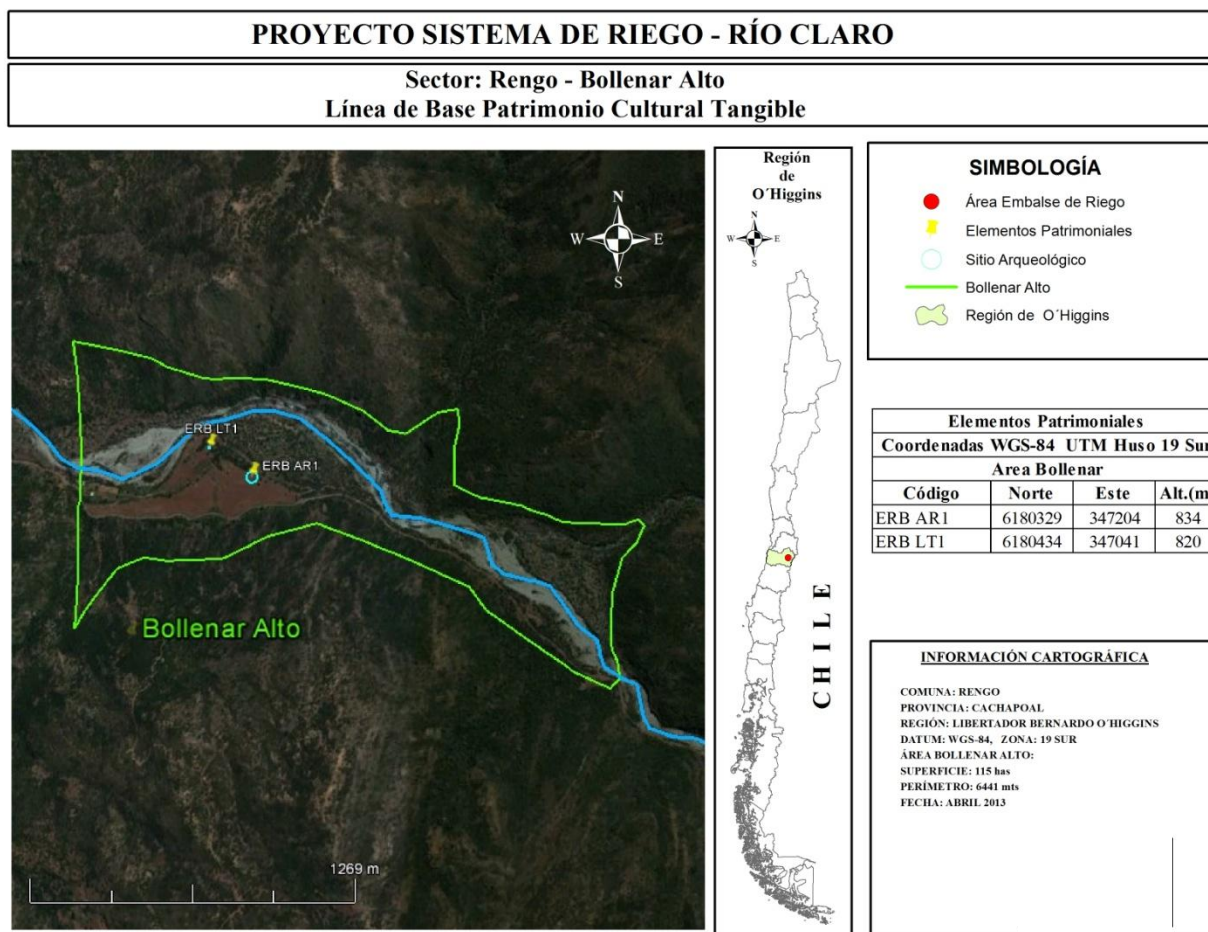 PROYECTO SISTEMA DE RIEGO - RÍO CLARO
Sector: Rengo - Bollenar Alto
Línea de Base Patrimonio Cultural Tangible
N
W E
S
ERB LT1
ERB AR1
Bollenar Alto
1269 m
Región
de
O´Higgins
N
W E
S
CHILE
SIMBOLOGÍA
Área Embalse de Riego
Elementos Patrimoniales
Sitio Arqueológico
Bollenar Alto
Región de O´Higgins
Elementos Patrimoniales
Coordenadas WGS-84 UTM Huso 19 Sur
Area Bollenar
Código Norte Este Alt.(m
ERB AR1 6180329 347204 834
ERB LT1 6180434 347041 820
INFORMACIÓN CARTOGRÁFICA
COMUNA: RENGO
PROVINCIA: CACHAPOAL
REGIÓN: LIBERTADOR BERNARDO O´HIGGINS
DATUM: WGS-84, ZONA: 19 SUR
ÁREA BOLLENAR ALTO:
SUPERFICIE: 115 has
PERÍMETRO: 6441 mts
FECHA: ABRIL 2013